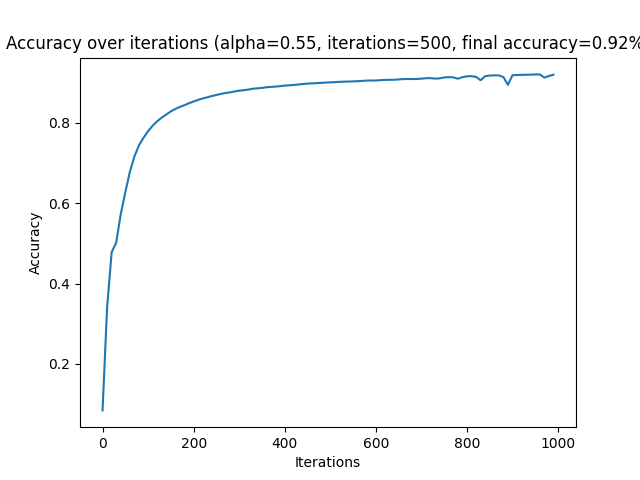 Accuracy over iterations (alpha=0.55, iterations=500, final accuracy=0.92%
0.8
0.6
0.4
0.2
Accuracy
0 200 400 600 800 1000
Iterations